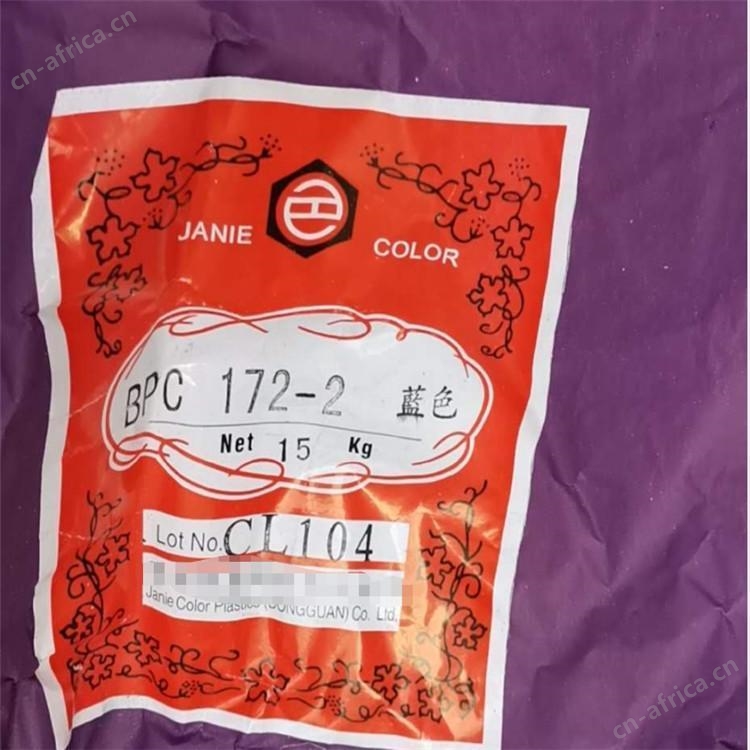 cn-africa.cn
JANIE COLOR
BPC 172-2 藍色
Net 15 Kg
Lot No. CL104
Janie Color Plastics (DONGGUAN) Co. Ltd.
cn-africa.cn